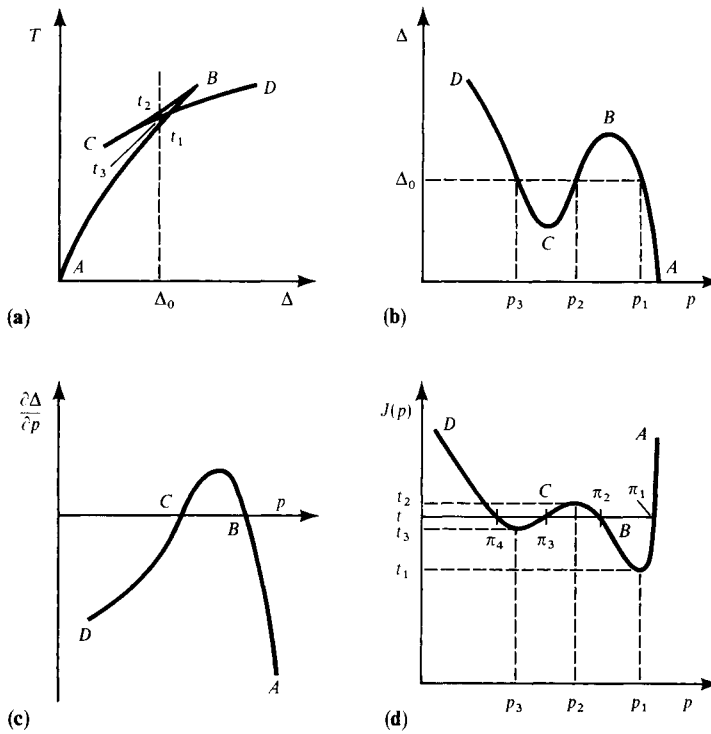 T
B
D
t₂
C
t₁
t₃
A
Δ₀
Δ
(a)
Δ
D
B
Δ₀
C
A
p₃
p₂
p₁
p
(b)
∂Δ
∂p
C
p
B
D
A
(c)
J(p)
D
A
t₂
C
π₂
π₁
t
B
t₃
π₄
π₃
t₁
p₃
p₂
p₁
p
(d)